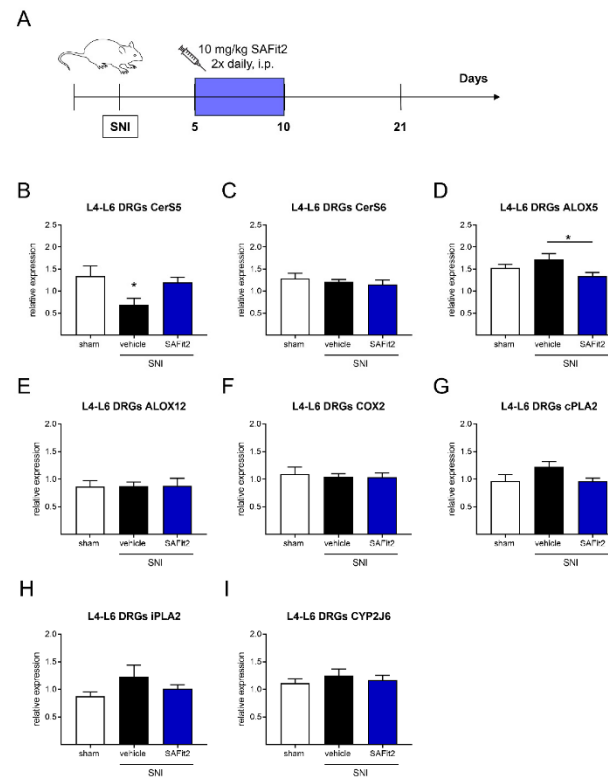 A
10 mg/kg SAFit2
2x daily, i.p.
Days
SNI
5
10
21
B
L4-L6 DRGs CerS5
relative expression
2.0
1.5
1.0
0.5
*
sham
vehicle
SAFit2
SNI
C
L4-L6 DRGs CerS6
relative expression
2.0
1.5
1.0
0.5
sham
vehicle
SAFit2
SNI
D
L4-L6 DRGs ALOX5
relative expression
2.0
1.5
1.0
0.5
*
sham
vehicle
SAFit2
SNI
E
L4-L6 DRGs ALOX12
relative expression
2.0
1.5
1.0
0.5
sham
vehicle
SAFit2
SNI
F
L4-L6 DRGs COX2
relative expression
2.0
1.5
1.0
0.5
sham
vehicle
SAFit2
SNI
G
L4-L6 DRGs cPLA2
relative expression
2.0
1.5
1.0
0.5
sham
vehicle
SAFit2
SNI
H
L4-L6 DRGs iPLA2
relative expression
2.0
1.5
1.0
0.5
sham
vehicle
SAFit2
SNI
I
L4-L6 DRGs CYP2J6
relative expression
2.0
1.5
1.0
0.5
sham
vehicle
SAFit2
SNI